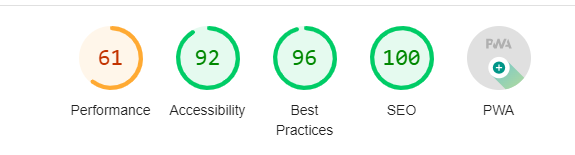 61 92 96 100 PWA
Performance Accessibility Best SEO PWA
Practices